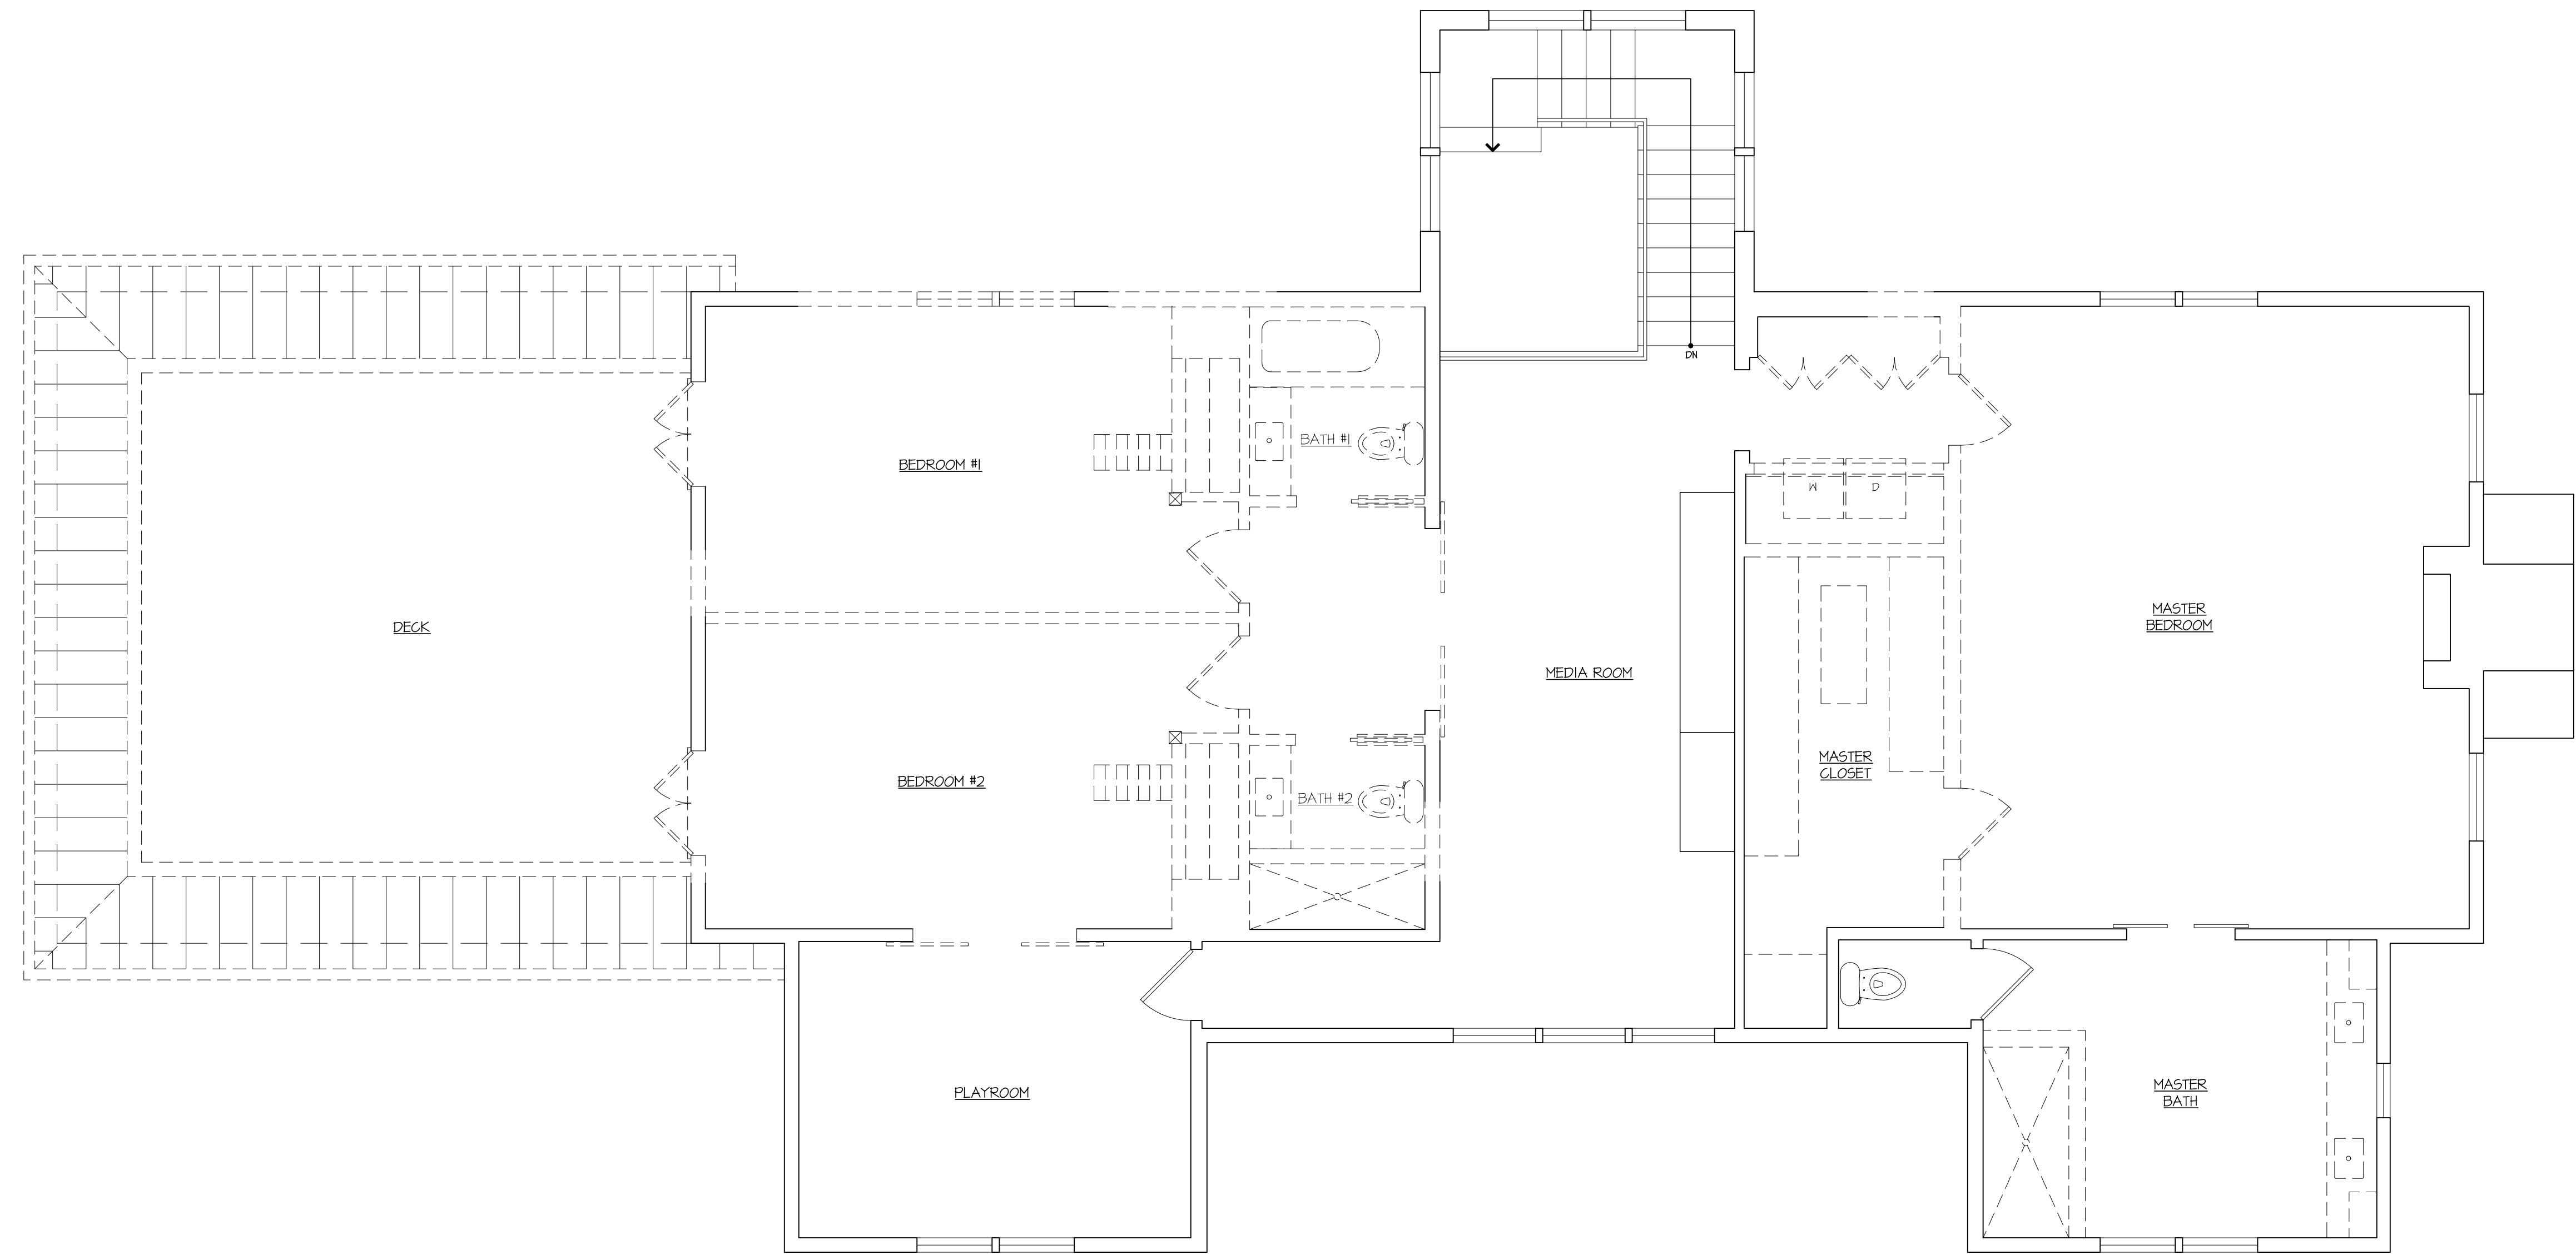 DN
BATH #1
BEDROOM #1
W
D
MASTER
BEDROOM
DECK
MEDIA ROOM
MASTER
CLOSET
BEDROOM #2
BATH #2
PLAYROOM
MASTER
BATH